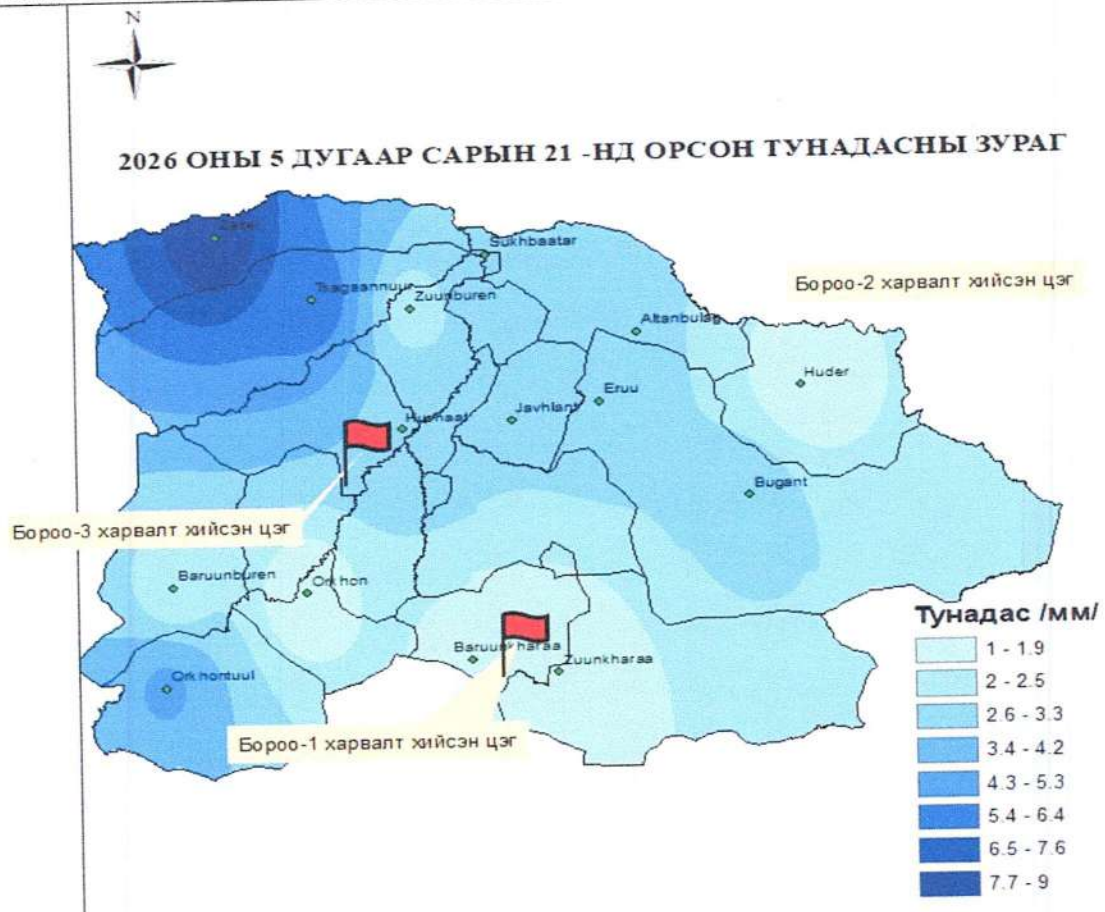 N
2026 ОНЫ 5 ДУГААР САРЫН 21 -НД ОРСОН ТУНАДАСНЫ ЗУРАГ
Sukhbaatar
Tsagaannuur
Zuunburen
Бороо-2 харвалт хийсэн цэг
Altanbulag
Huder
Eruu
Javhlant
Bugant
Бороо-3 харвалт хийсэн цэг
Baruunburen
Orkhon
Baruunkharaa
Zuunkharaa
Orkhontuul
Бороо-1 харвалт хийсэн цэг
Тунадас /мм/
1 - 1.9
2 - 2.5
2.6 - 3.3
3.4 - 4.2
4.3 - 5.3
5.4 - 6.4
6.5 - 7.6
7.7 - 9